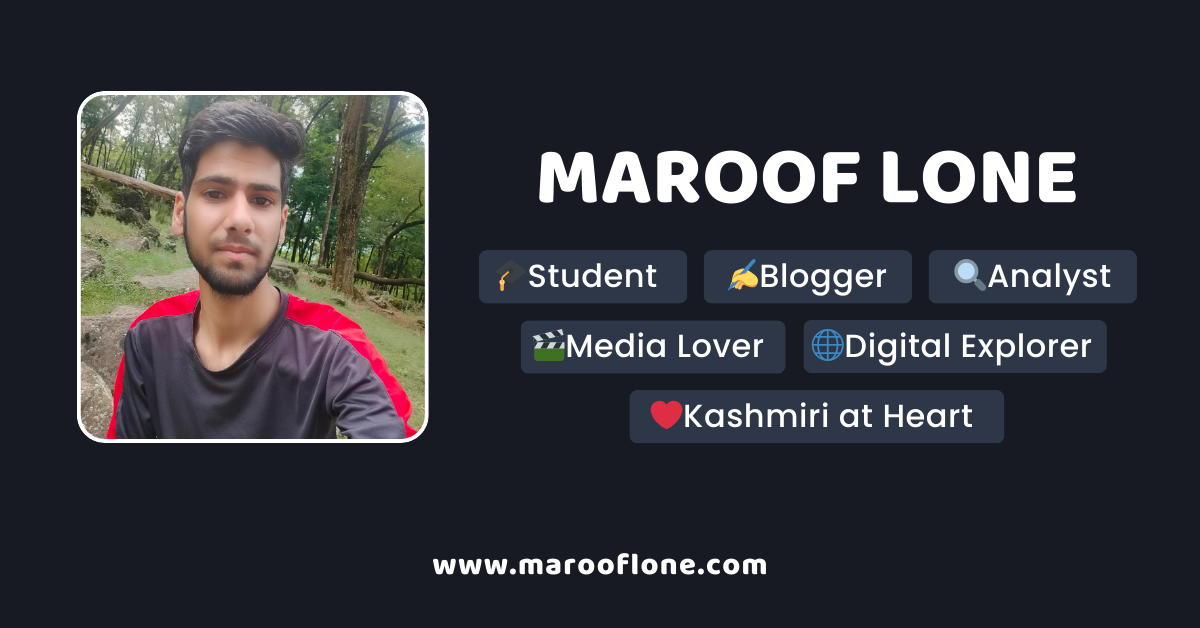 MAROOF LONE
🎓Student ✍️Blogger 🔍Analyst
🎬Media Lover 🌐Digital Explorer
❤️Kashmiri at Heart
www.marooflone.com